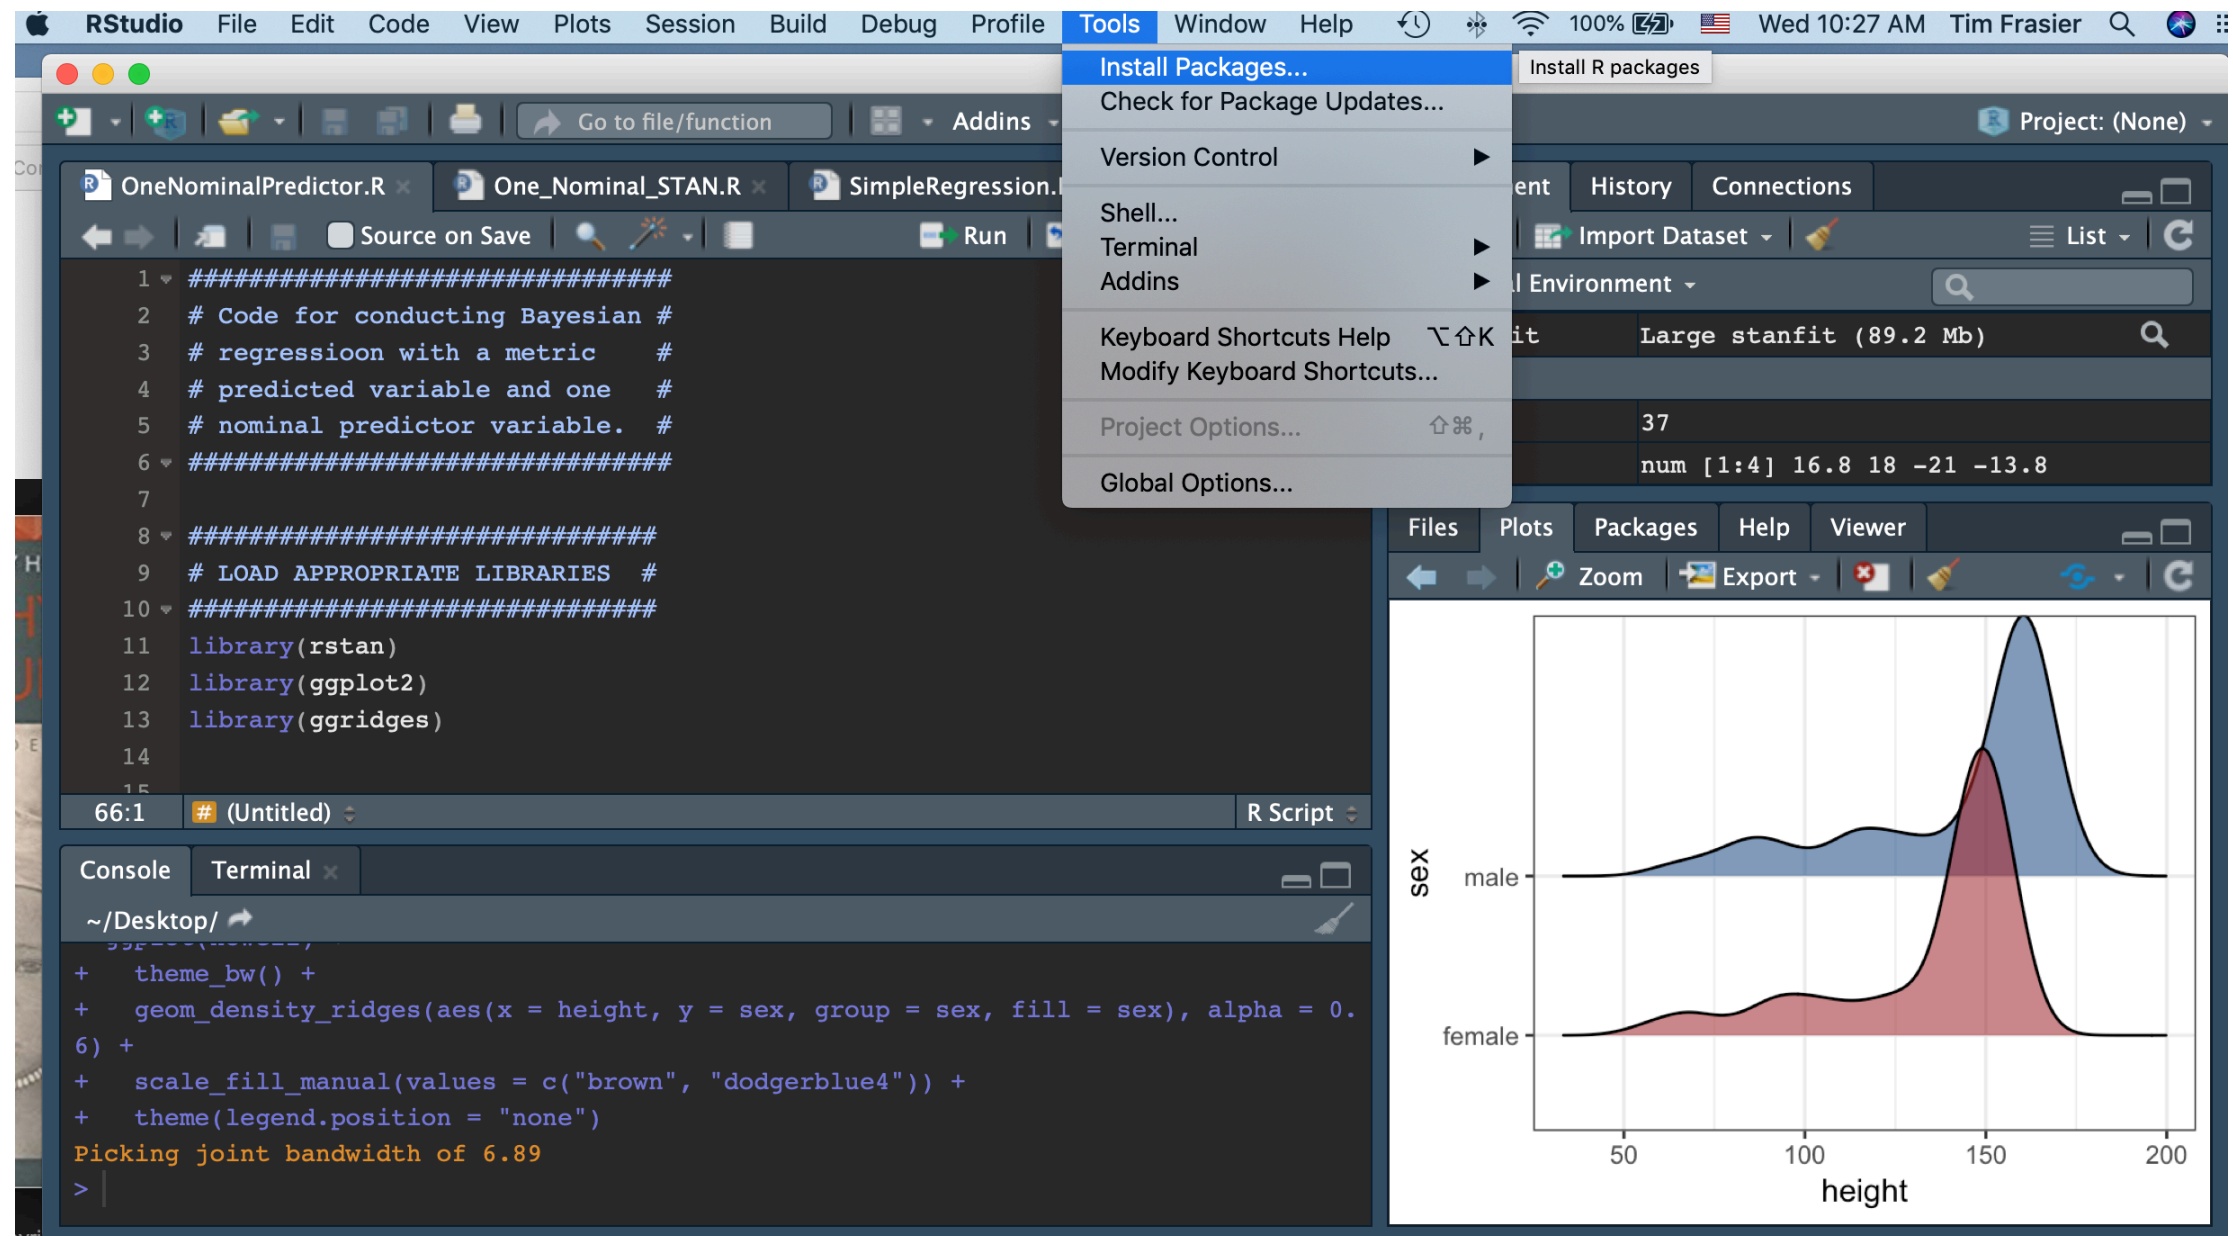 RStudio File Edit Code View Plots Session Build Debug Profile Tools Window Help 100% Wed 10:27 AM Tim Frasier
Install Packages...
Install R packages
Check for Package Updates...
Version Control
Shell...
Terminal
Addins
Keyboard Shortcuts Help ⌥⇧K
Modify Keyboard Shortcuts...
Project Options... ⇧⌘,
Global Options...
Go to file/function
Addins
Project: (None)
OneNominalPredictor.R
One_Nominal_STAN.R
SimpleRegression.
Source on Save
Run
1 ################################
2 # Code for conducting Bayesian #
3 # regressioon with a metric    #
4 # predicted variable and one   #
5 # nominal predictor variable.  #
6 ################################
7
8 ###############################
9 # LOAD APPROPRIATE LIBRARIES  #
10 ###############################
11 library(rstan)
12 library(ggplot2)
13 library(ggridges)
14
15
66:1 # (Untitled) R Script
Console Terminal
~/Desktop/
+   theme_bw() +
+   geom_density_ridges(aes(x = height, y = sex, group = sex, fill = sex), alpha = 0.
6) +
+   scale_fill_manual(values = c("brown", "dodgerblue4")) +
+   theme(legend.position = "none")
Picking joint bandwidth of 6.89
>
ent History Connections
Import Dataset List
l Environment
it Large stanfit (89.2 Mb)
37
num [1:4] 16.8 18 -21 -13.8
Files Plots Packages Help Viewer
Zoom Export
sex
male
female
50 100 150 200
height